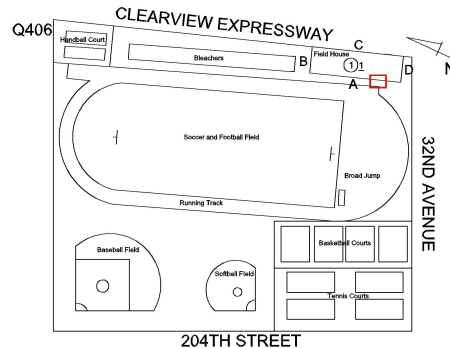 CLEARVIEW EXPRESSWAY
Q406
Handball Court
Bleachers
B
C
Field House
1 1
D
A
N
Soccer and Football Field
32ND AVENUE
Broad Jump
Running Track
Baseball Field
Softball Field
Basketball Courts
Tennis Courts
204TH STREET